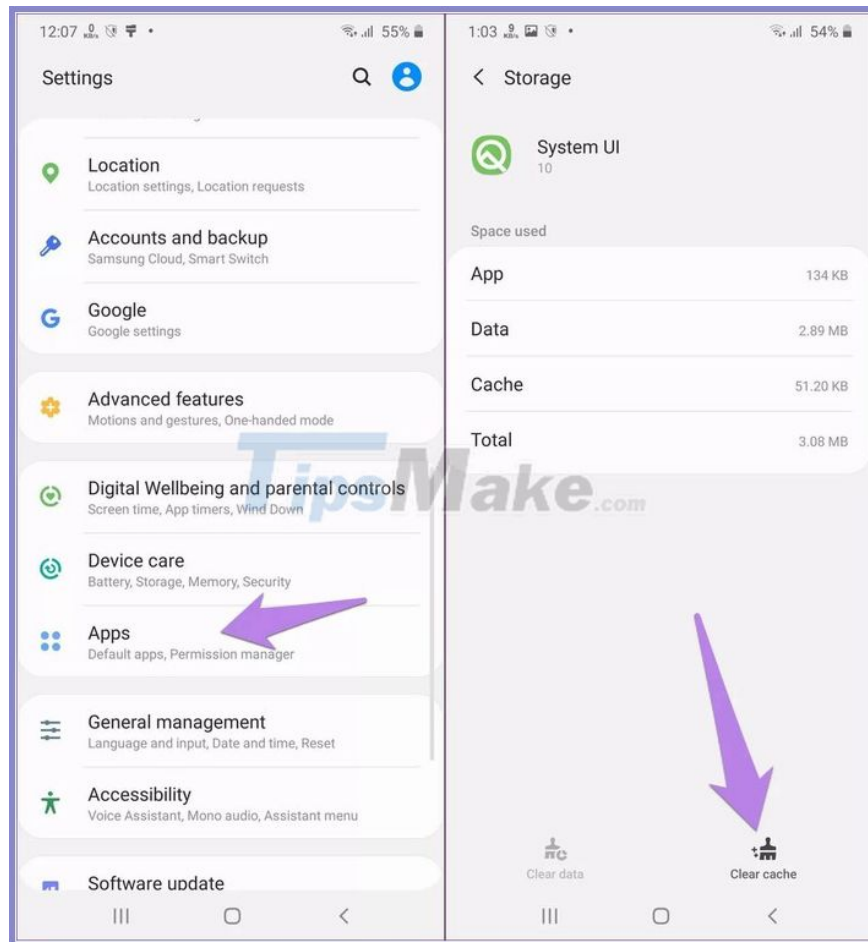 12:07 0 KB/s 55%
Settings
Location
Location settings, Location requests
Accounts and backup
Samsung Cloud, Smart Switch
Google
Google settings
Advanced features
Motions and gestures, One-handed mode
Digital Wellbeing and parental controls
Screen time, App timers, Wind Down
Device care
Battery, Storage, Memory, Security
Apps
Default apps, Permission manager
General management
Language and input, Date and time, Reset
Accessibility
Voice Assistant, Mono audio, Assistant menu
Software update
1:03 9 KB/s 54%
Storage
System UI
10
Space used
App 134 KB
Data 2.89 MB
Cache 51.20 KB
Total 3.08 MB
Clear data
Clear cache
TipsMake.com